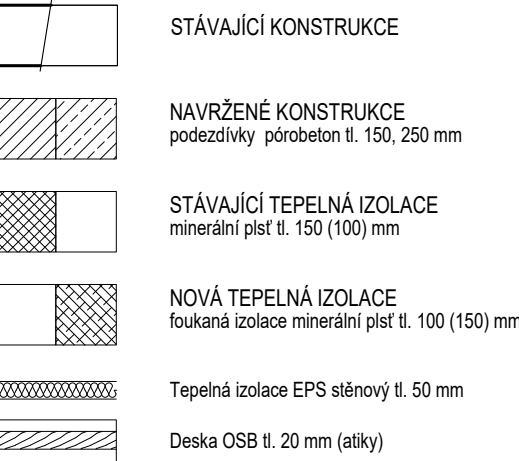 STÁVAJÍCÍ KONSTRUKCE
NAVRŽENÉ KONSTRUKCE
podezdívky pórobeton tl. 150, 250 mm
STÁVAJÍCÍ TEPELNÁ IZOLACE
minerální plsť tl. 150 (100) mm
NOVÁ TEPELNÁ IZOLACE
foukaná izolace minerální plsť tl. 100 (150) mm
Tepelná izolace EPS stěnový tl. 50 mm
Deska OSB tl. 20 mm (atiky)